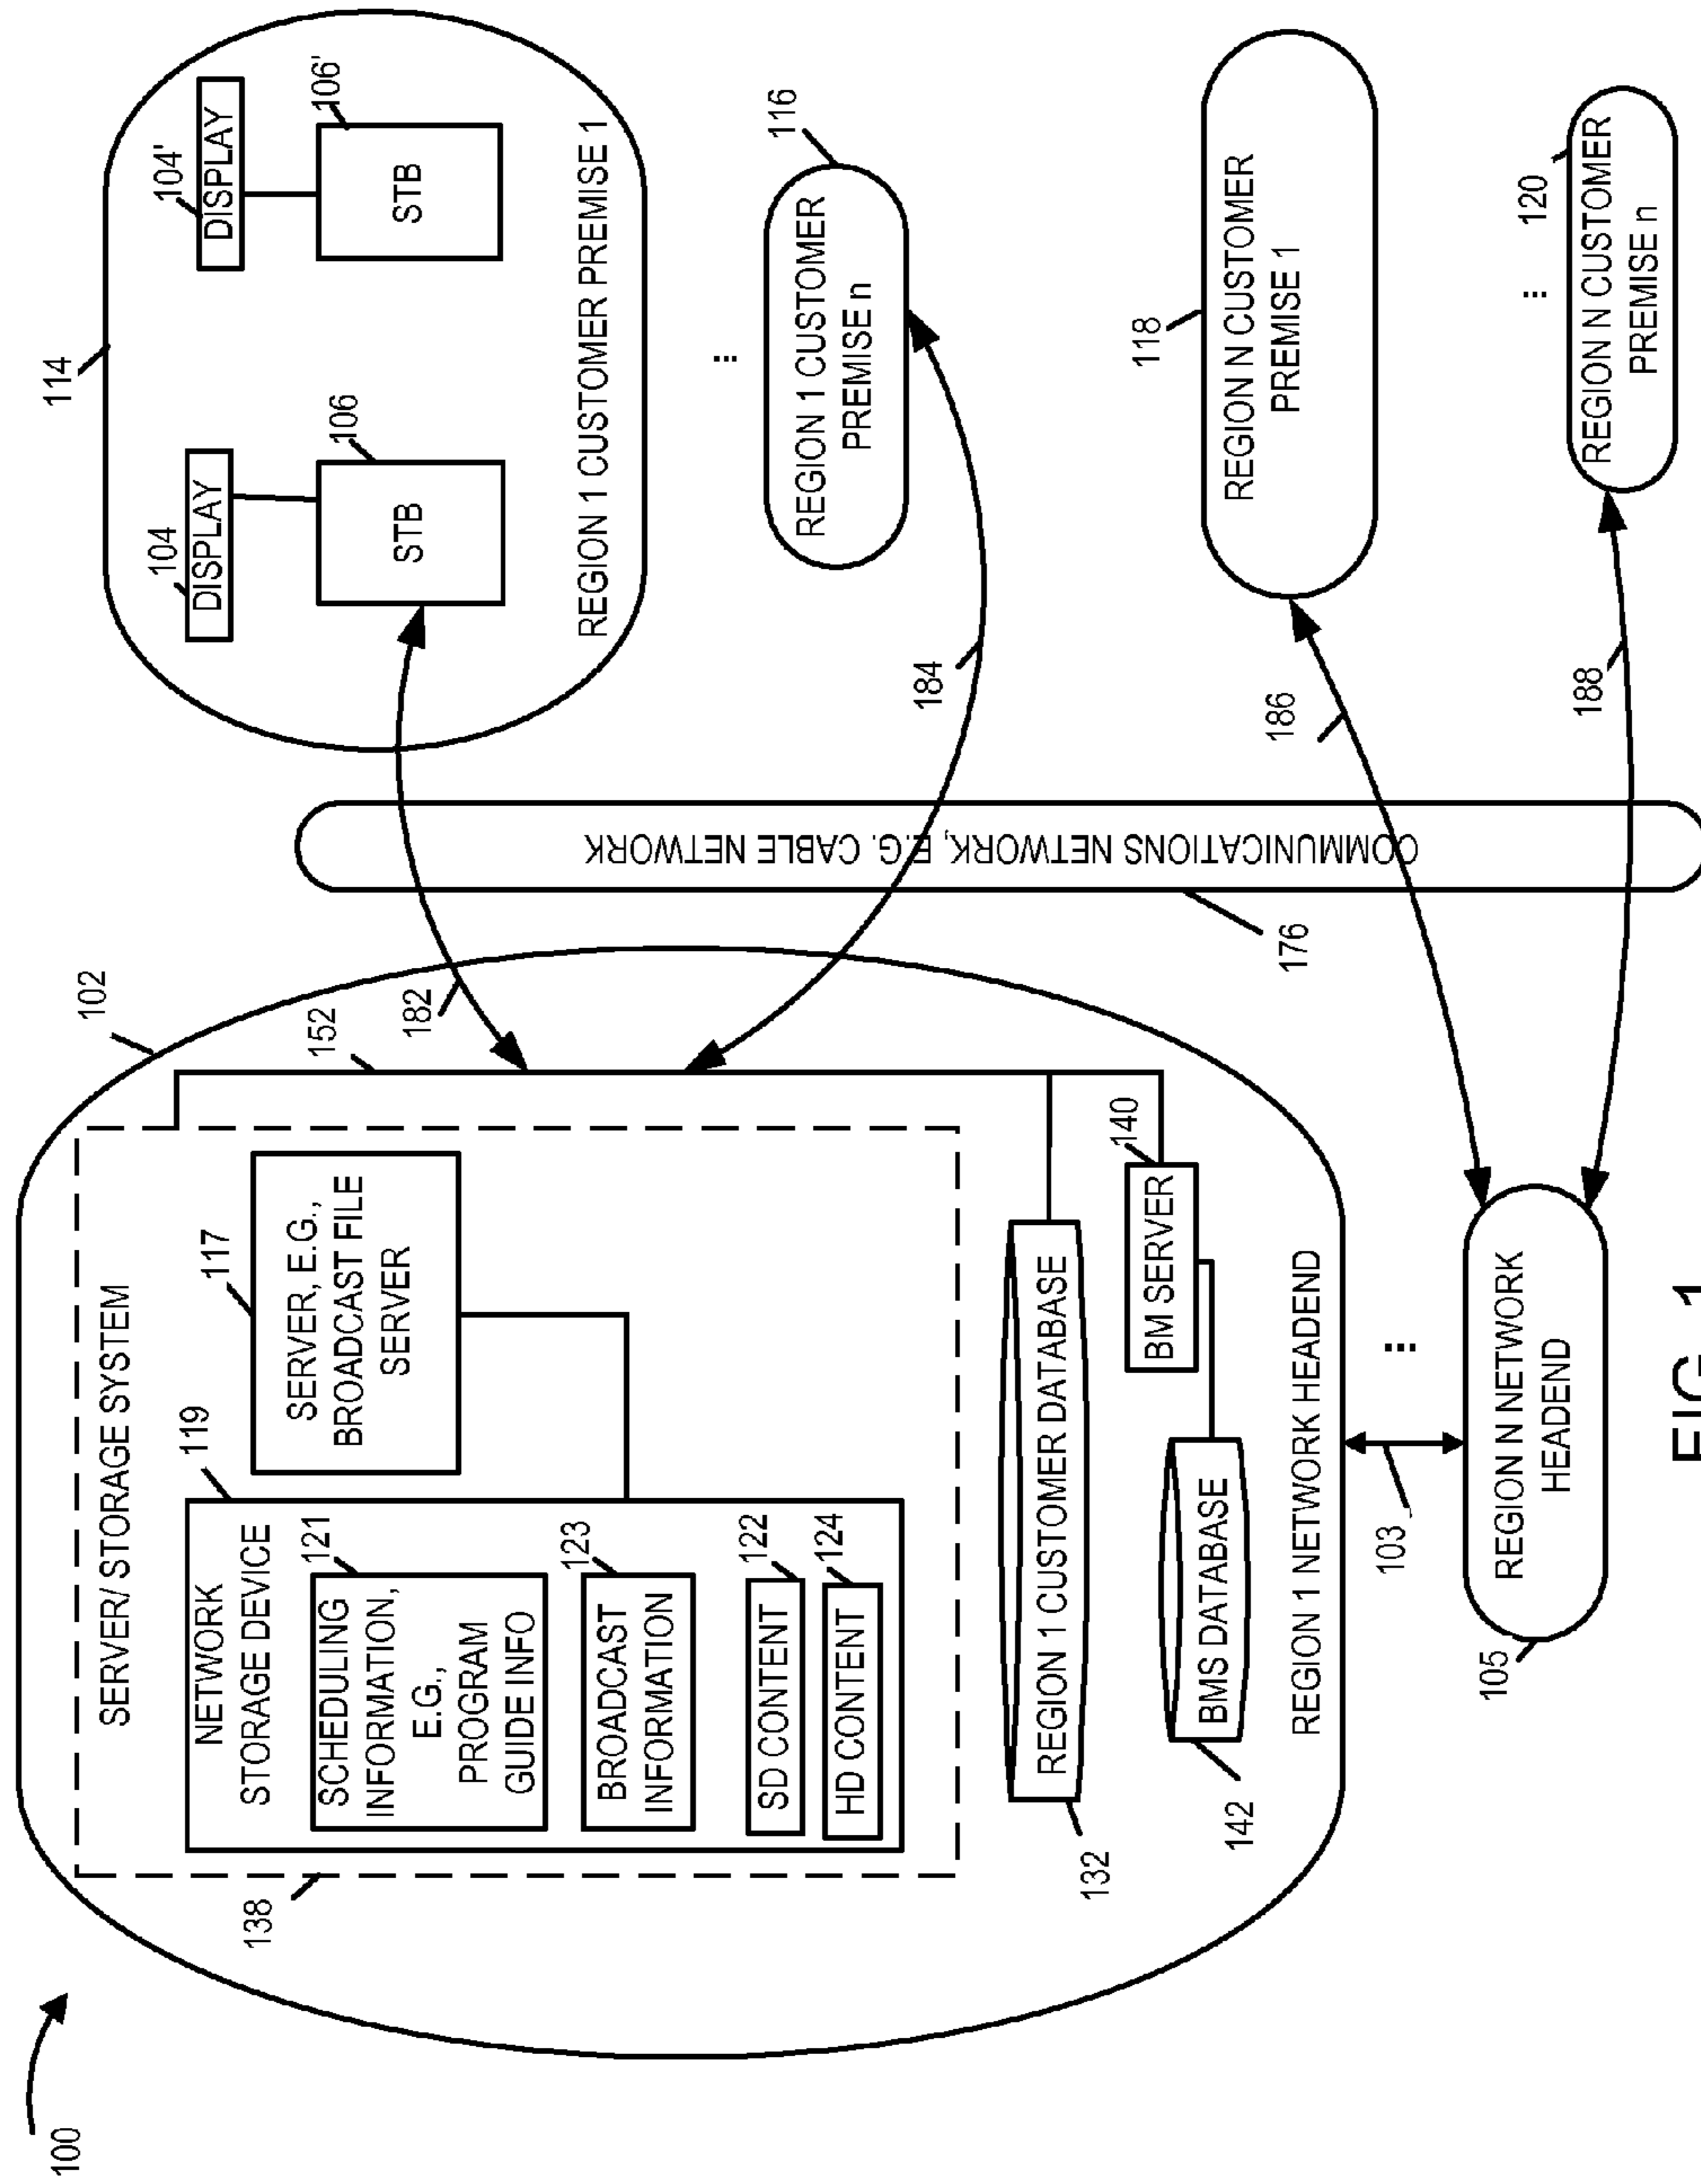 100
102
138
SERVER/ STORAGE SYSTEM
119
NETWORK
STORAGE DEVICE
121
SCHEDULING
INFORMATION,
E.G.,
PROGRAM
GUIDE INFO
123
BROADCAST
INFORMATION
122
SD CONTENT
124
HD CONTENT
117
SERVER, E.G.,
BROADCAST FILE
SERVER
152
132
REGION 1 CUSTOMER DATABASE
140
BM SERVER
142
BMS DATABASE
REGION 1 NETWORK HEADEND
103
...
105
REGION N NETWORK
HEADEND
182
184
186
188
176
COMMUNICATIONS NETWORK, E.G. CABLE NETWORK
114
104
DISPLAY
106
STB
104'
DISPLAY
106'
STB
REGION 1 CUSTOMER PREMISE 1
...
116
REGION 1 CUSTOMER
PREMISE n
118
REGION N CUSTOMER
PREMISE 1
...
120
REGION N CUSTOMER
PREMISE n